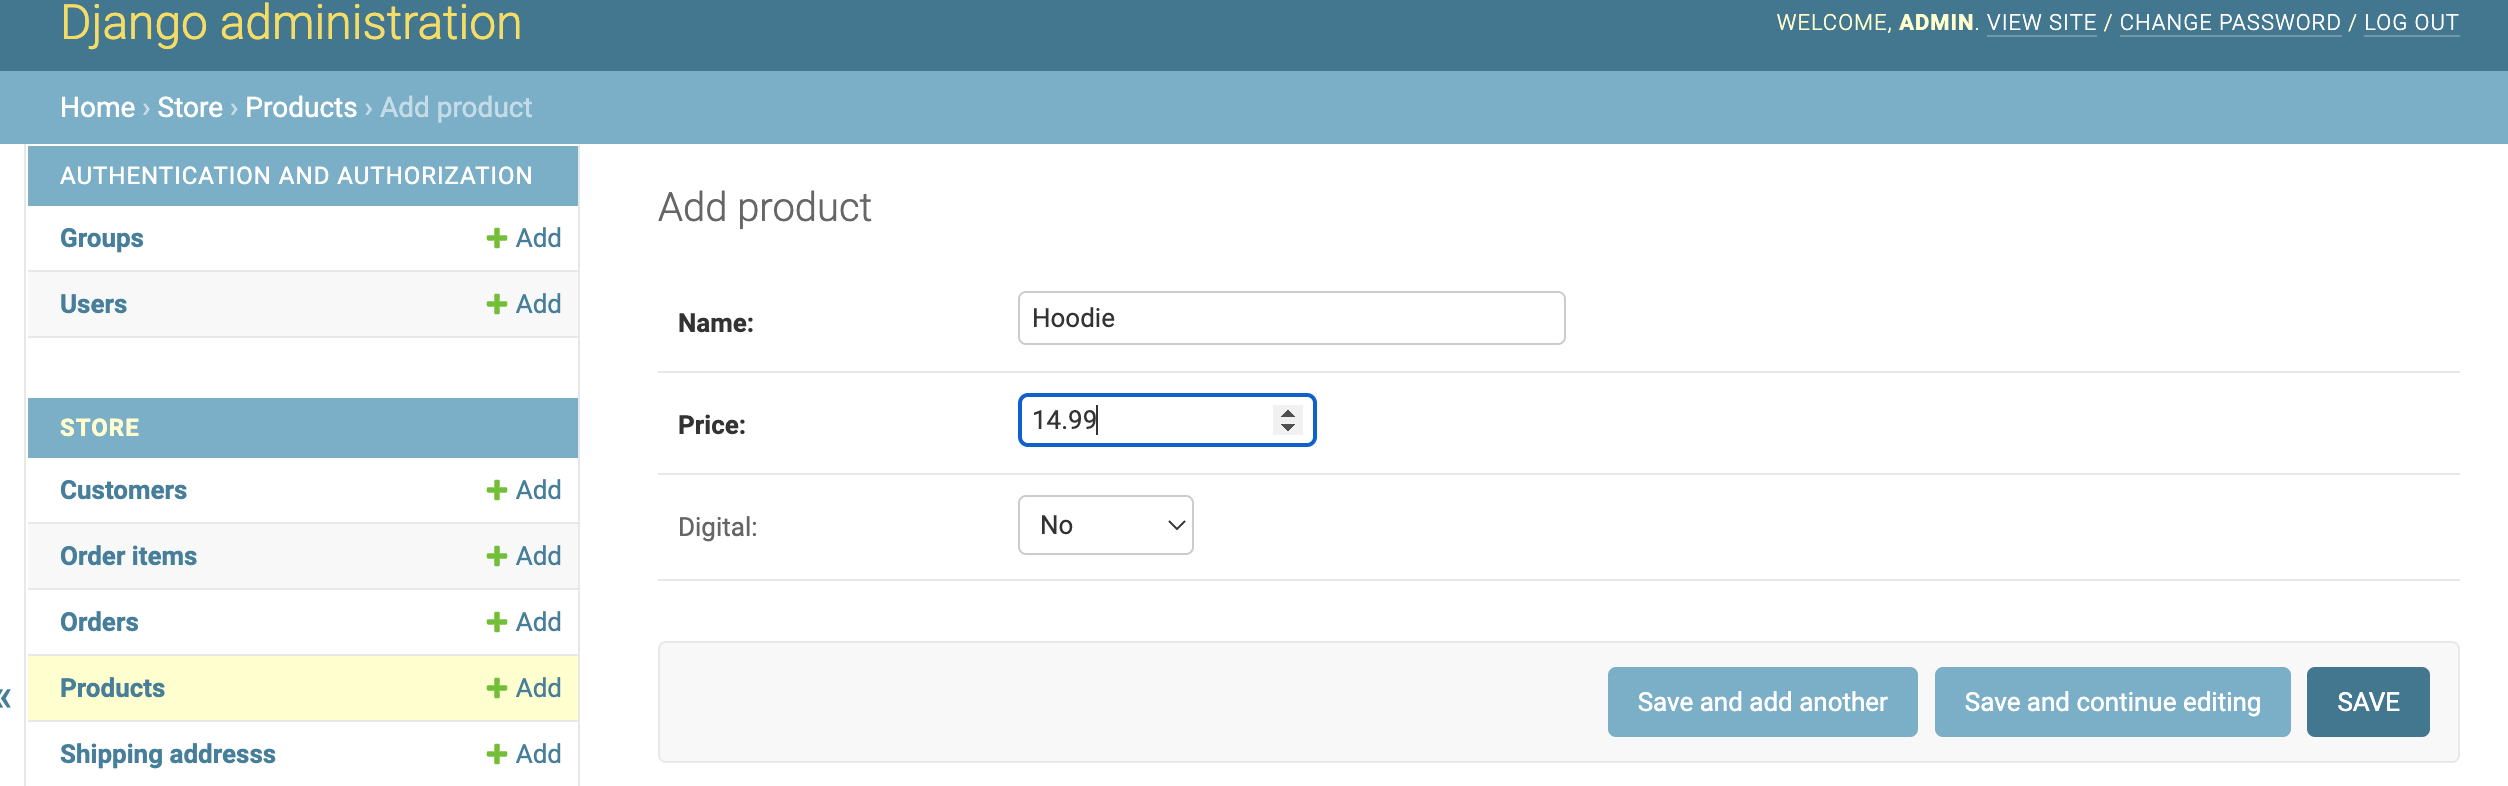 Django administration
WELCOME, ADMIN. VIEW SITE / CHANGE PASSWORD / LOG OUT
Home › Store › Products › Add product
AUTHENTICATION AND AUTHORIZATION
Groups + Add
Users + Add
STORE
Customers + Add
Order items + Add
Orders + Add
Products + Add
Shipping addresss + Add
«
Add product
Name: Hoodie
Price: 14.99
Digital: No
Save and add another
Save and continue editing
SAVE